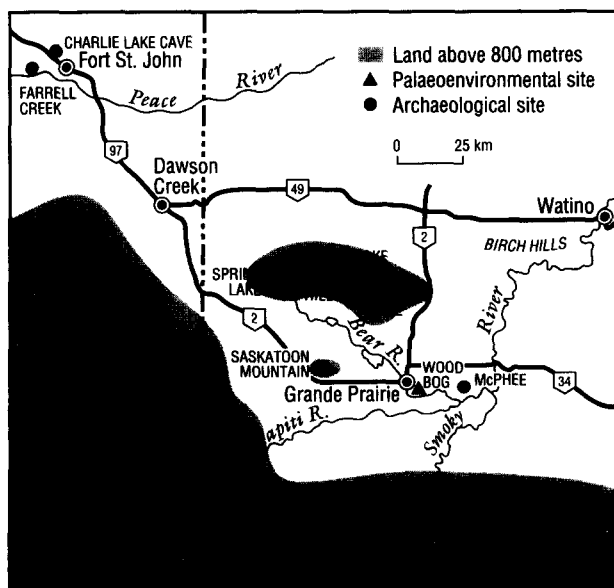 CHARLIE LAKE CAVE
Fort St. John
FARRELL
CREEK
Peace River
Land above 800 metres
Palaeoenvironmental site
Archaeological site
0 25 km
97
Dawson
Creek
49
2
Watino
BIRCH HILLS
River
LAKE
2
Bear R.
SASKATOON
MOUNTAIN
Grande Prairie
WOOD
BOG
McPHEE
34
apiti R.
Smoky